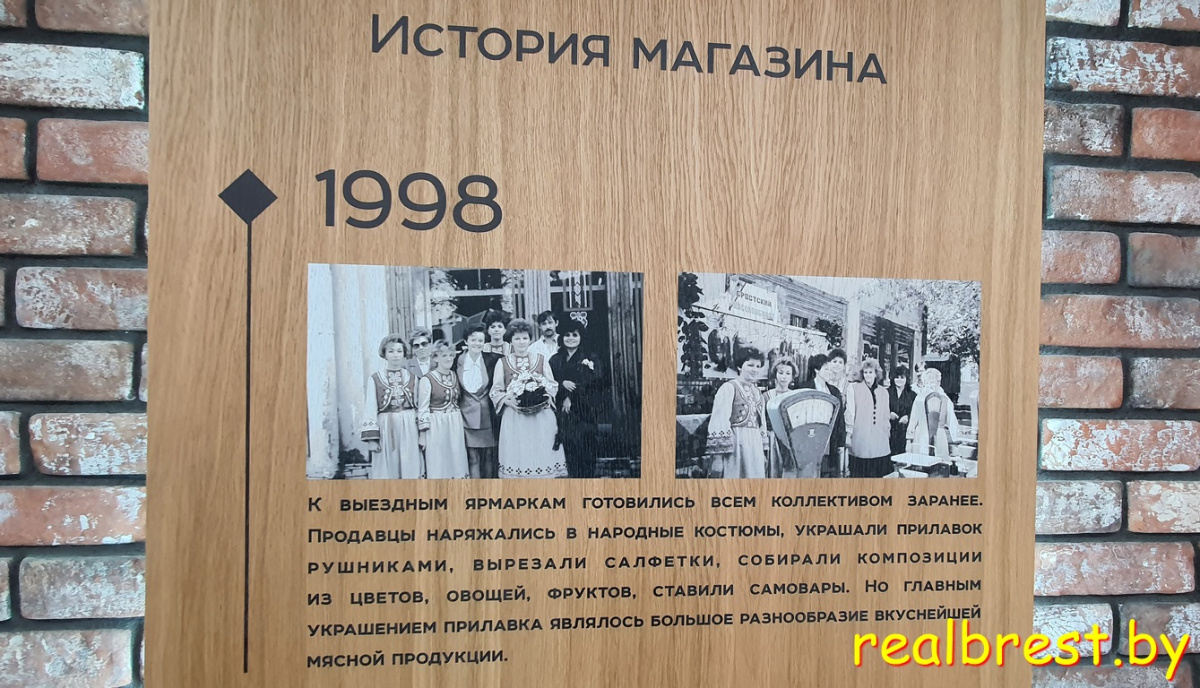 История магазина
1998
Брестский
К выездным ярмаркам готовились всем коллективом заранее.
Продавцы наряжались в народные костюмы, украшали прилавок
рушниками, вырезали салфетки, собирали композиции
из цветов, овощей, фруктов, ставили самовары. Но главным
украшением прилавка являлось большое разнообразие вкуснейшей
мясной продукции.
realbrest.by